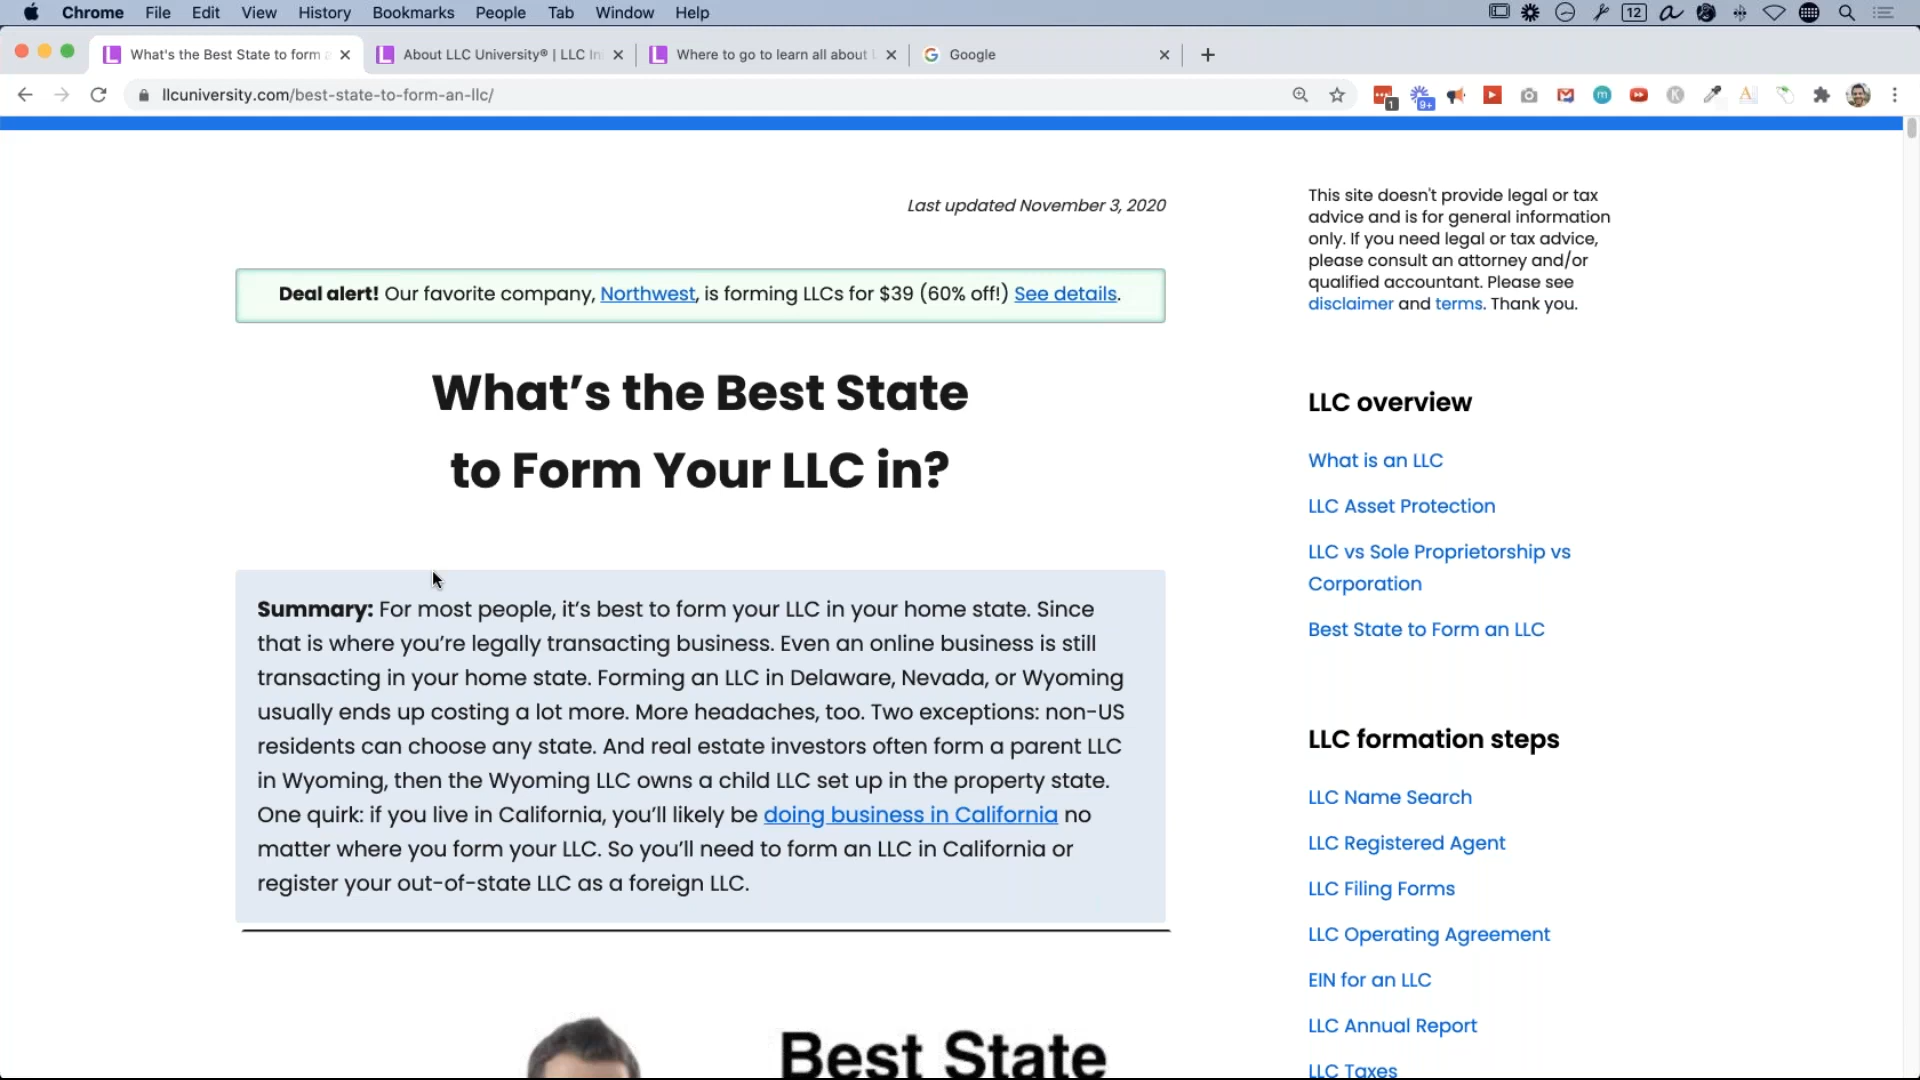 Chrome File Edit View History Bookmarks People Tab Window Help
12
What's the Best State to form a
About LLC University® | LLC In
Where to go to learn all about
Google
llcuniversity.com/best-state-to-form-an-llc/
1
9+
Last updated November 3, 2020
Deal alert! Our favorite company, Northwest, is forming LLCs for $39 (60% off!) See details.
What’s the Best State
to Form Your LLC in?
Summary: For most people, it’s best to form your LLC in your home state. Since
that is where you’re legally transacting business. Even an online business is still
transacting in your home state. Forming an LLC in Delaware, Nevada, or Wyoming
usually ends up costing a lot more. More headaches, too. Two exceptions: non-US
residents can choose any state. And real estate investors often form a parent LLC
in Wyoming, then the Wyoming LLC owns a child LLC set up in the property state.
One quirk: if you live in California, you’ll likely be doing business in California no
matter where you form your LLC. So you’ll need to form an LLC in California or
register your out-of-state LLC as a foreign LLC.
Best State
This site doesn't provide legal or tax
advice and is for general information
only. If you need legal or tax advice,
please consult an attorney and/or
qualified accountant. Please see
disclaimer and terms. Thank you.
LLC overview
What is an LLC
LLC Asset Protection
LLC vs Sole Proprietorship vs
Corporation
Best State to Form an LLC
LLC formation steps
LLC Name Search
LLC Registered Agent
LLC Filing Forms
LLC Operating Agreement
EIN for an LLC
LLC Annual Report
LLC Taxes